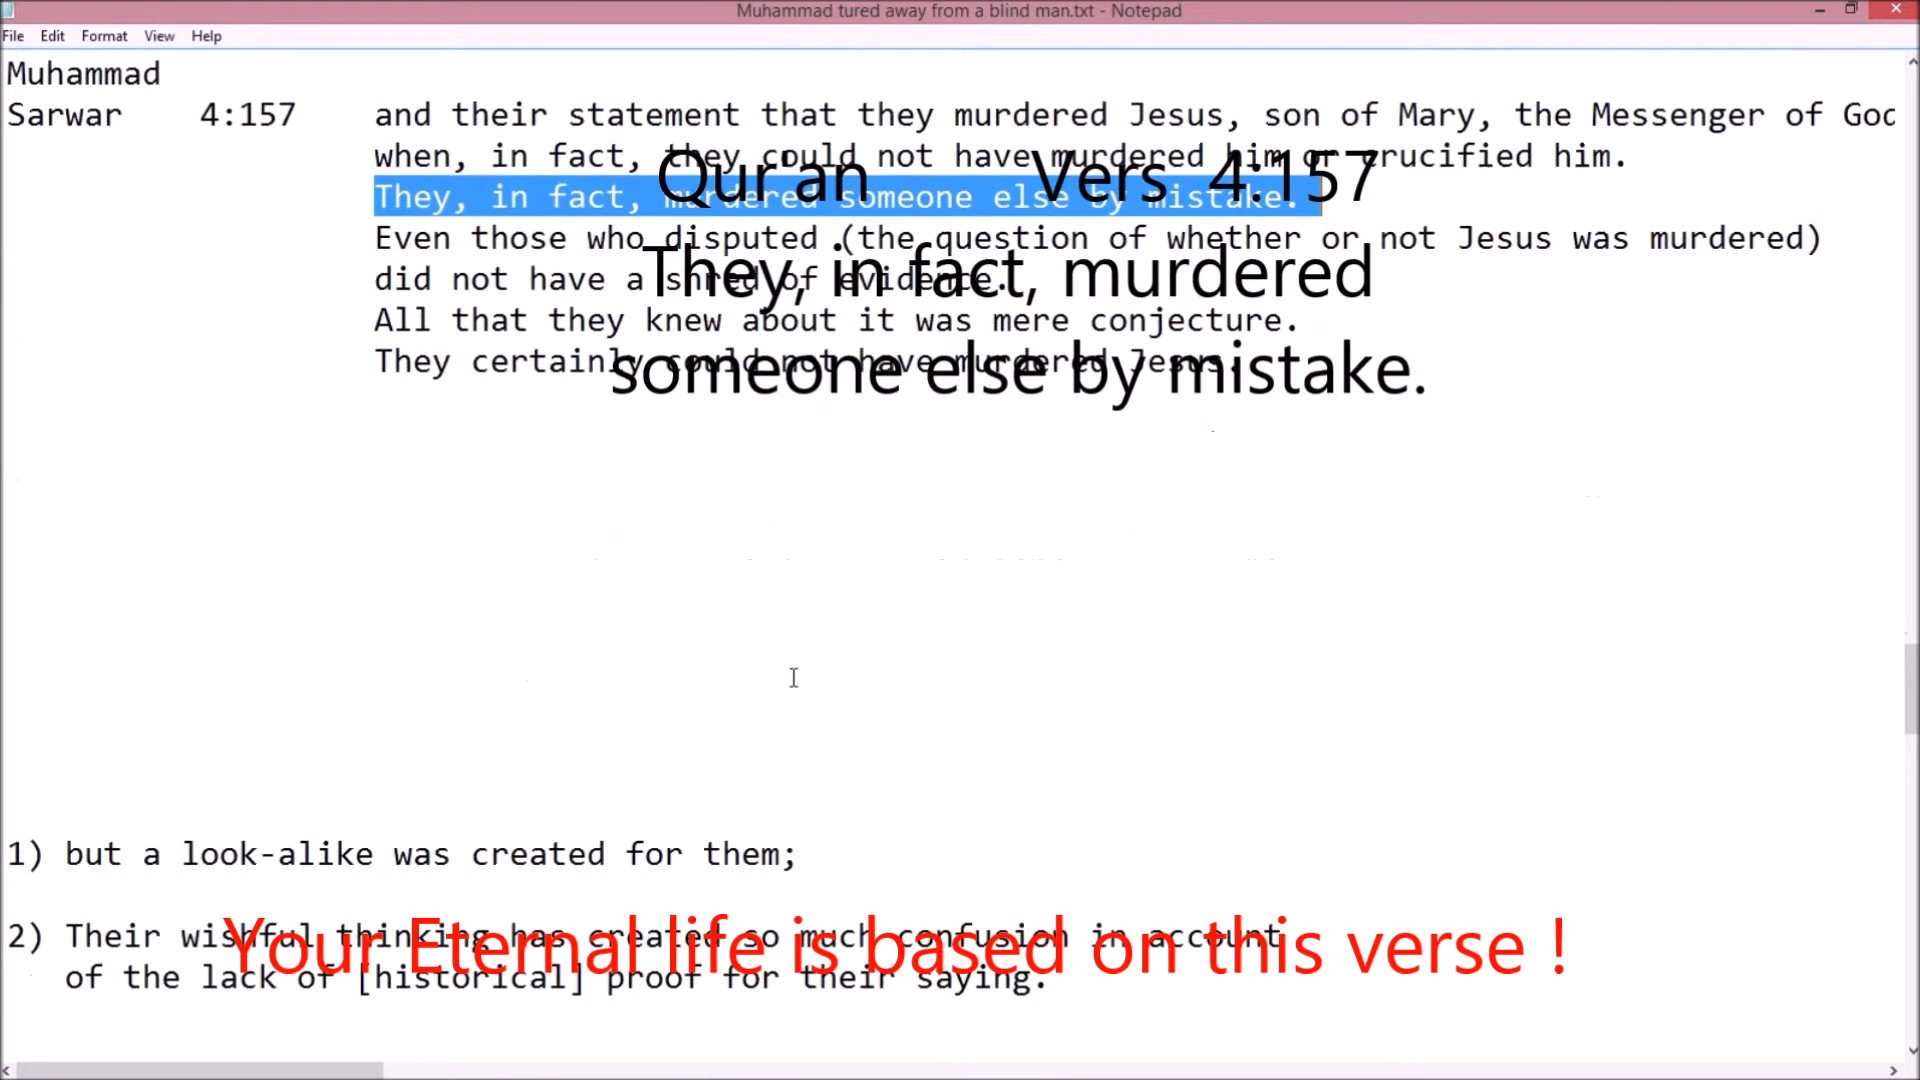 Muhammad tured away from a blind man.txt - Notepad
File Edit Format View Help
Muhammad
Sarwar 4:157 and their statement that they murdered Jesus, son of Mary, the Messenger of God
when, in fact, they could not have murdered him or crucified him.
They, in fact, murdered someone else by mistake.
Even those who disputed (the question of whether or not Jesus was murdered)
did not have a shred of evidence.
All that they knew about it was mere conjecture.
They certainly could not have murdered Jesus.
Qur'an Vers 4:157
They, in fact, murdered
someone else by mistake.
1) but a look-alike was created for them;
2) Their wishful thinking has created so much confusion in account
of the lack of [historical] proof for their saying.
Your Eternal life is based on this verse !